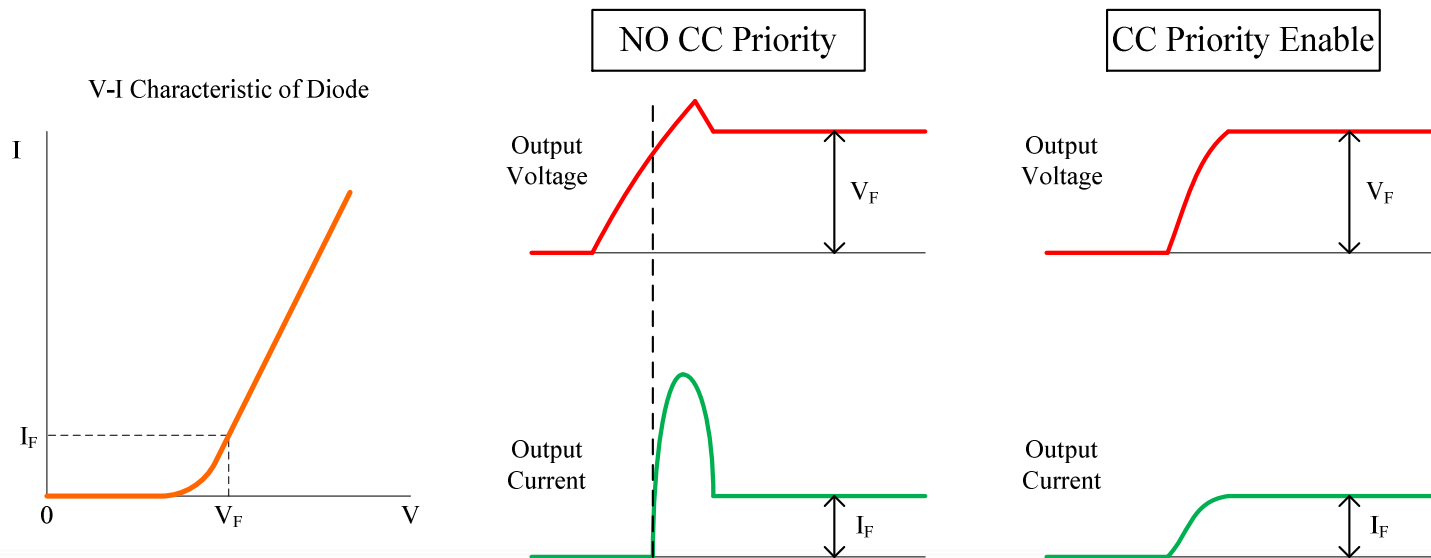 V-I Characteristic of Diode
I
I_F
0
V_F
V
NO CC Priority
Output
Voltage
V_F
Output
Current
I_F
CC Priority Enable
Output
Voltage
V_F
Output
Current
I_F